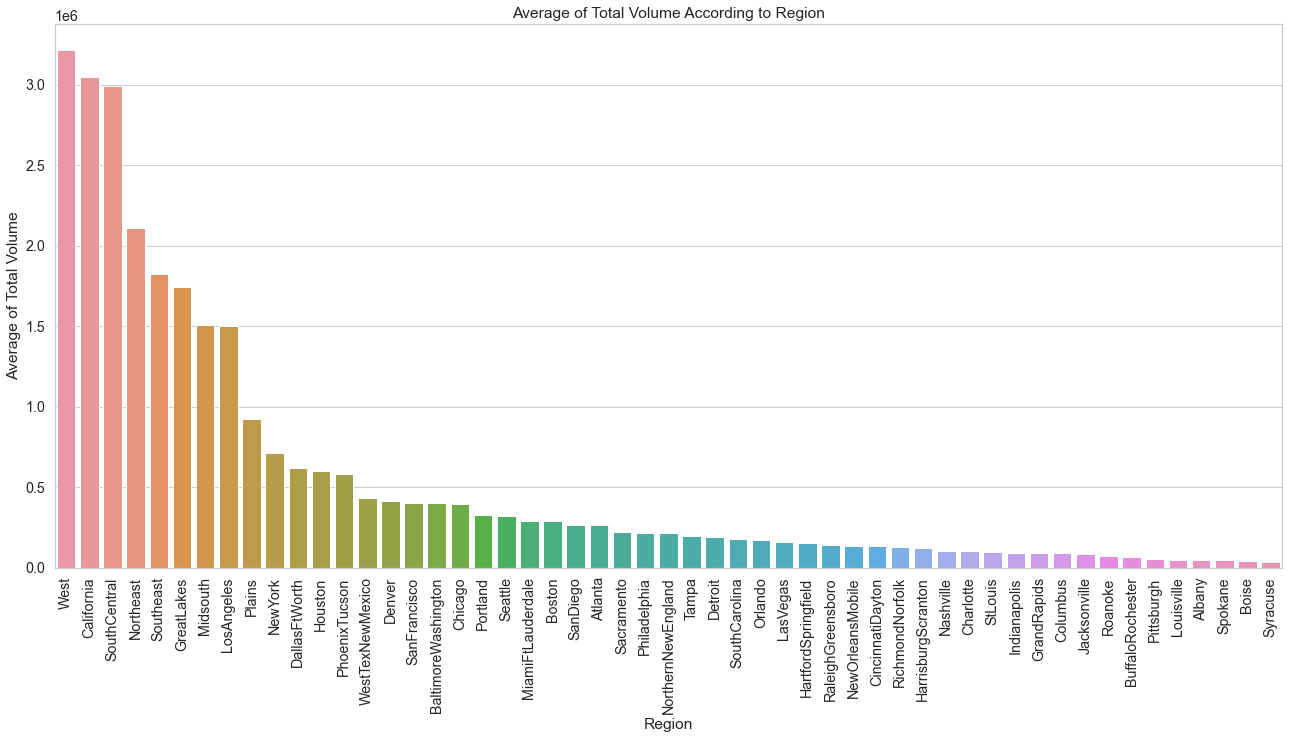 Average of Total Volume According to Region
1e6
3.0
2.5
2.0
1.5
1.0
0.5
0.0
Average of Total Volume
West
California
SouthCentral
Northeast
Southeast
GreatLakes
Midsouth
LosAngeles
Plains
NewYork
DallasFtWorth
Houston
PhoenixTucson
WestTexNewMexico
Denver
SanFrancisco
BaltimoreWashington
Chicago
Portland
Seattle
MiamiFtLauderdale
Boston
SanDiego
Atlanta
Sacramento
Philadelphia
NorthernNewEngland
Tampa
Detroit
SouthCarolina
Orlando
LasVegas
HartfordSpringfield
RaleighGreensboro
NewOrleansMobile
CincinnatiDayton
RichmondNorfolk
HarrisburgScranton
Nashville
Charlotte
StLouis
Indianapolis
GrandRapids
Columbus
Jacksonville
Roanoke
BuffaloRochester
Pittsburgh
Louisville
Albany
Spokane
Boise
Syracuse
Region